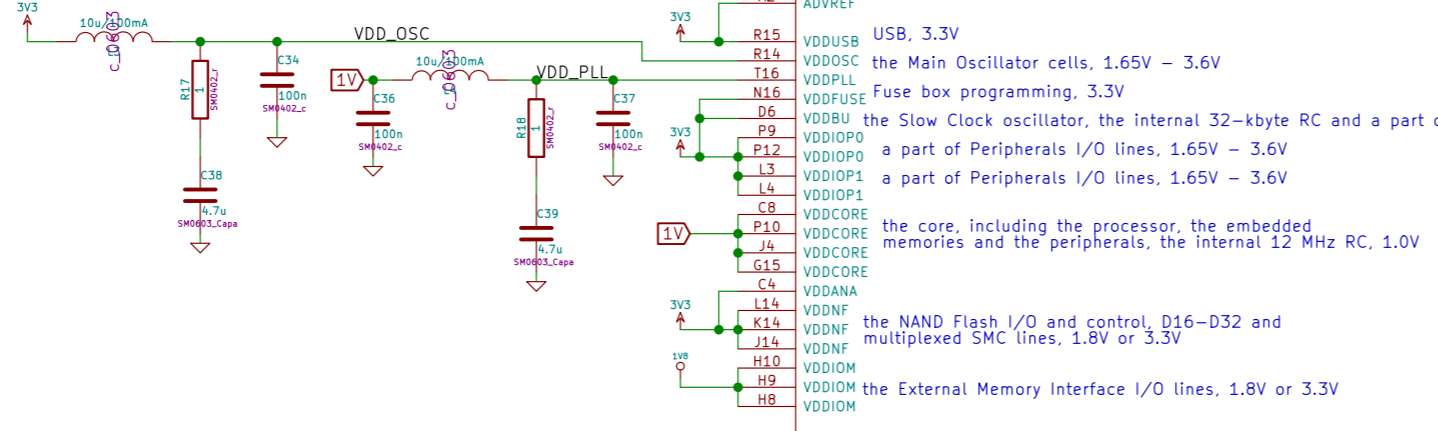 ADVREF
3V3
10u/100mA
C_0603
VDD_OSC
3V3
R15
VDDUSB
USB, 3.3V
R14
VDDOSC
the Main Oscillator cells, 1.65V – 3.6V
R17
1
SM0402_r
C34
100n
SM0402_c
1V
10u/100mA
C_0603
VDD_PLL
T16
VDDPLL
N16
VDDFUSE
Fuse box programming, 3.3V
C36
100n
SM0402_c
R18
1
SM0402_r
C37
100n
SM0402_c
3V3
D6
VDDBU
the Slow Clock oscillator, the internal 32-kbyte RC and a part
P9
VDDIOP0
P12
VDDIOP0
a part of Peripherals I/O lines, 1.65V – 3.6V
L3
VDDIOP1
a part of Peripherals I/O lines, 1.65V – 3.6V
L4
VDDIOP1
C38
4.7u
SM0603_Capa
C39
4.7u
SM0603_Capa
1V
C8
VDDCORE
P10
VDDCORE
the core, including the processor, the embedded
memories and the peripherals, the internal 12 MHz RC, 1.0V
J4
VDDCORE
G15
VDDCORE
C4
VDDANA
3V3
L14
VDDNF
K14
VDDNF
the NAND Flash I/O and control, D16-D32 and
multiplexed SMC lines, 1.8V or 3.3V
J14
VDDNF
1V8
H10
VDDIOM
H9
VDDIOM
the External Memory Interface I/O lines, 1.8V or 3.3V
H8
VDDIOM